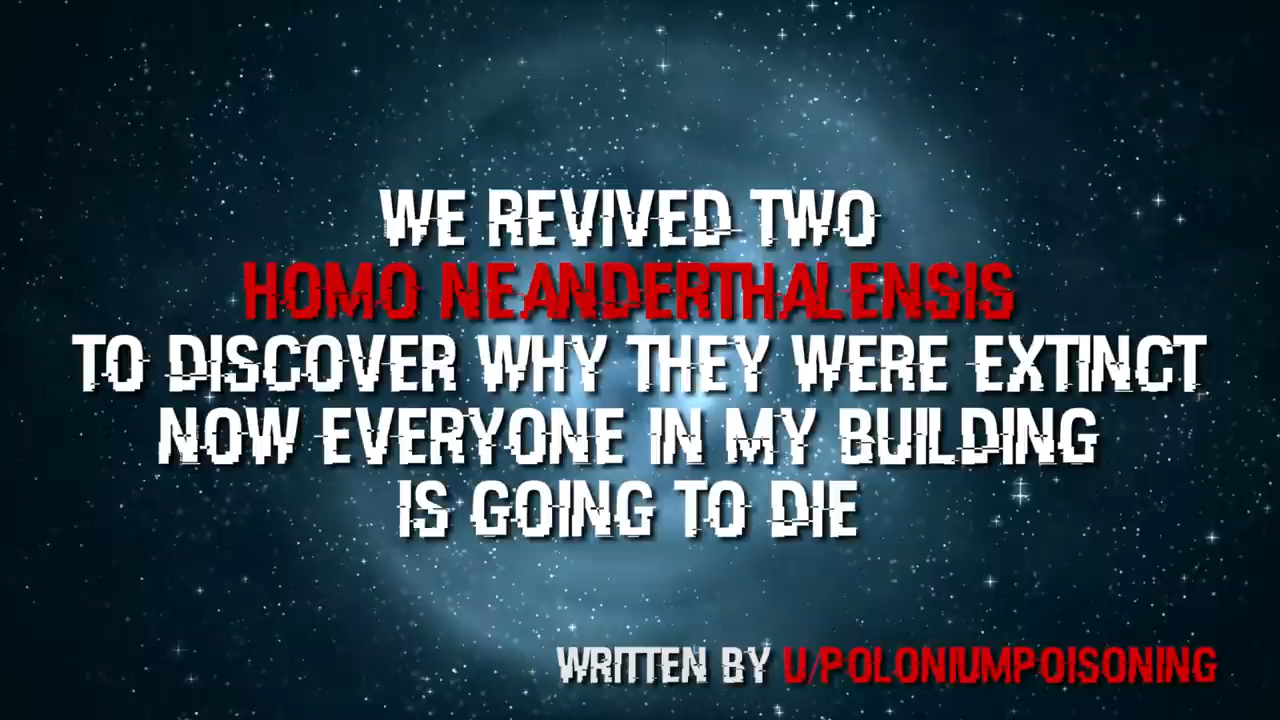 WE REVIVED TWO
HOMO NEANDERTHALENSIS
TO DISCOVER WHY THEY WERE EXTINCT
NOW EVERYONE IN MY BUILDING
IS GOING TO DIE
WRITTEN BY U/POLONIUMPOISONING